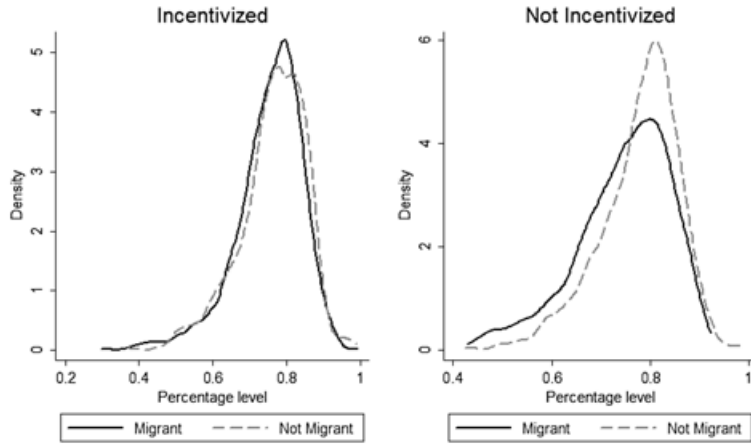 Incentivized
Density
5
4
3
2
1
0
0.2 0.4 0.6 0.8 1
Percentage level
Migrant Not Migrant
Not Incentivized
Density
6
4
2
0
0.4 0.6 0.8 1
Percentage level
Migrant Not Migrant